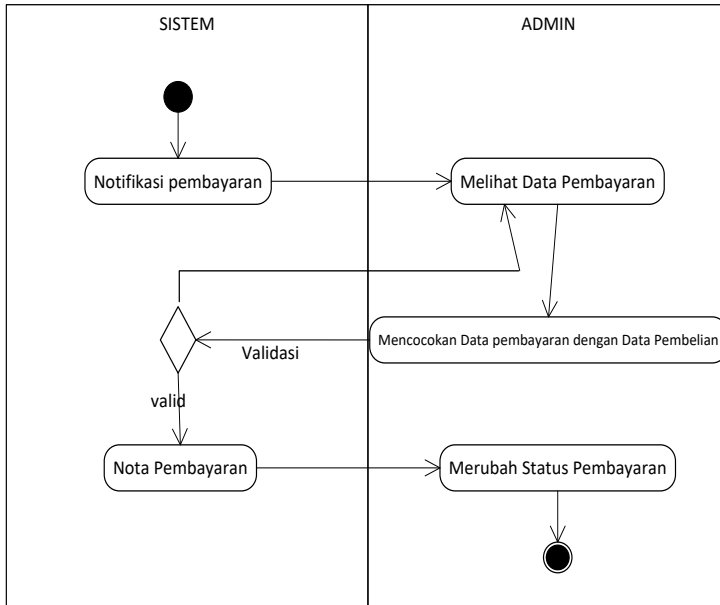 SISTEM
ADMIN
Notifikasi pembayaran
Melihat Data Pembayaran
Mencocokan Data pembayaran dengan Data Pembelian
Validasi
valid
Nota Pembayaran
Merubah Status Pembayaran